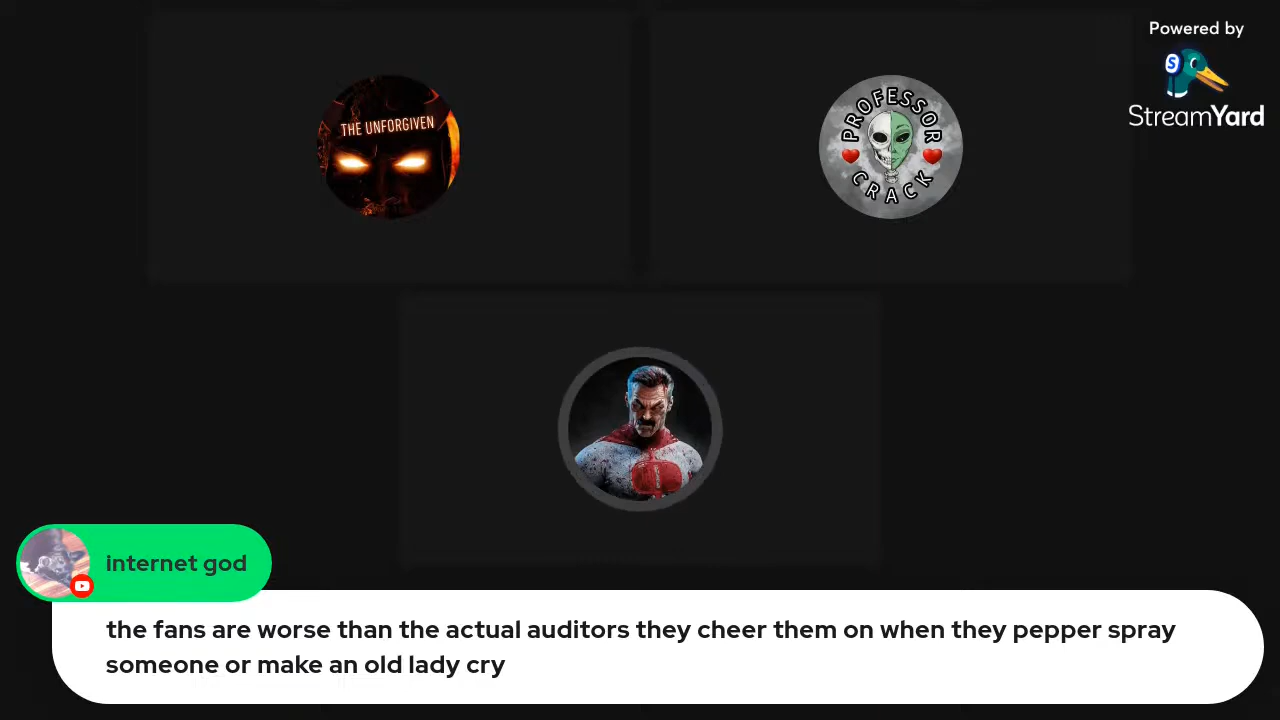 Powered by
S
StreamYard
THE UNFORGIVEN
PROFESSOR
CRACK
internet god
the fans are worse than the actual auditors they cheer them on when they pepper spray
someone or make an old lady cry